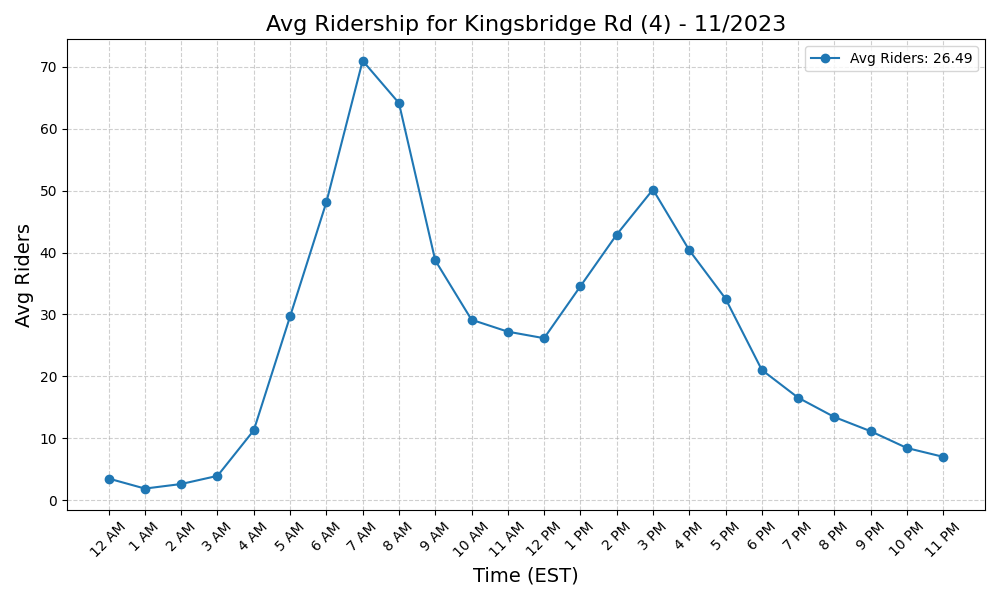 Avg Ridership for Kingsbridge Rd (4) - 11/2023
Avg Riders: 26.49
Avg Riders
70
60
50
40
30
20
10
0
12 AM
1 AM
2 AM
3 AM
4 AM
5 AM
6 AM
7 AM
8 AM
9 AM
10 AM
11 AM
12 PM
1 PM
2 PM
3 PM
4 PM
5 PM
6 PM
7 PM
8 PM
9 PM
10 PM
11 PM
Time (EST)